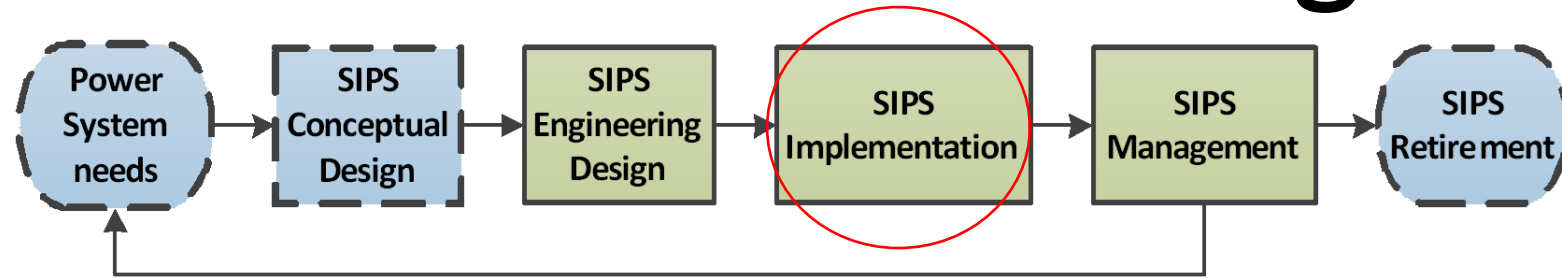 Power
System
needs
SIPS
Conceptual
Design
SIPS
Engineering
Design
SIPS
Implementation
SIPS
Management
SIPS
Retirement